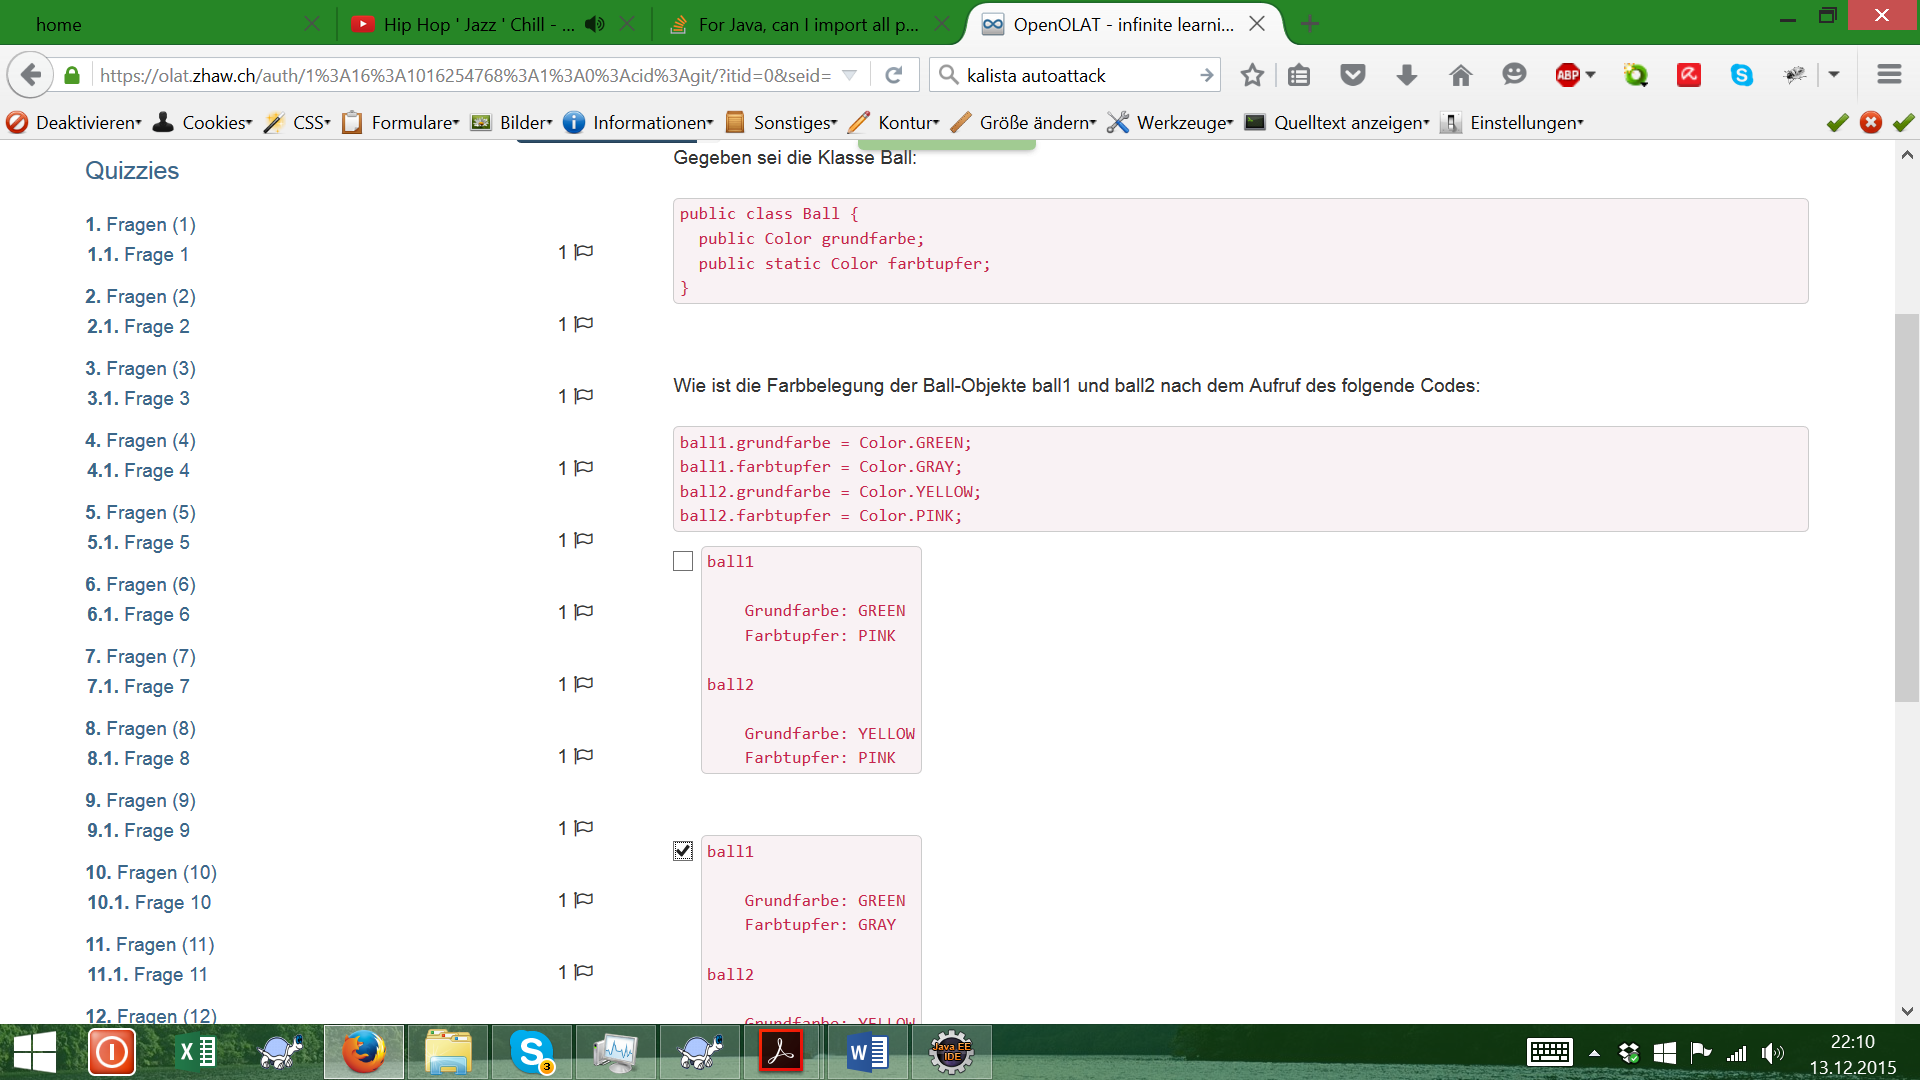 home
Hip Hop ' Jazz ' Chill - ...
For Java, can I import all p...
OpenOLAT - infinite learni...
https://olat.zhaw.ch/auth/1%3A16%3A1016254768%3A1%3A0%3Acid%3Agit/?itid=0&seid=
kalista autoattack
ABP
Deaktivieren
Cookies
CSS
Formulare
Bilder
Informationen
Sonstiges
Kontur
Größe ändern
Werkzeuge
Quelltext anzeigen
Einstellungen
Quizzies
1. Fragen (1)
1.1. Frage 1
1
2. Fragen (2)
2.1. Frage 2
1
3. Fragen (3)
3.1. Frage 3
1
4. Fragen (4)
4.1. Frage 4
1
5. Fragen (5)
5.1. Frage 5
1
6. Fragen (6)
6.1. Frage 6
1
7. Fragen (7)
7.1. Frage 7
1
8. Fragen (8)
8.1. Frage 8
1
9. Fragen (9)
9.1. Frage 9
1
10. Fragen (10)
10.1. Frage 10
1
11. Fragen (11)
11.1. Frage 11
1
12. Fragen (12)
Gegeben sei die Klasse Ball:
public class Ball {
public Color grundfarbe;
public static Color farbtupfer;
}
Wie ist die Farbbelegung der Ball-Objekte ball1 und ball2 nach dem Aufruf des folgende Codes:
ball1.grundfarbe = Color.GREEN;
ball1.farbtupfer = Color.GRAY;
ball2.grundfarbe = Color.YELLOW;
ball2.farbtupfer = Color.PINK;
ball1
Grundfarbe: GREEN
Farbtupfer: PINK
ball2
Grundfarbe: YELLOW
Farbtupfer: PINK
ball1
Grundfarbe: GREEN
Farbtupfer: GRAY
ball2
Grundfarbe: YELLOW
3
Java EE
IDE
22:10
13.12.2015